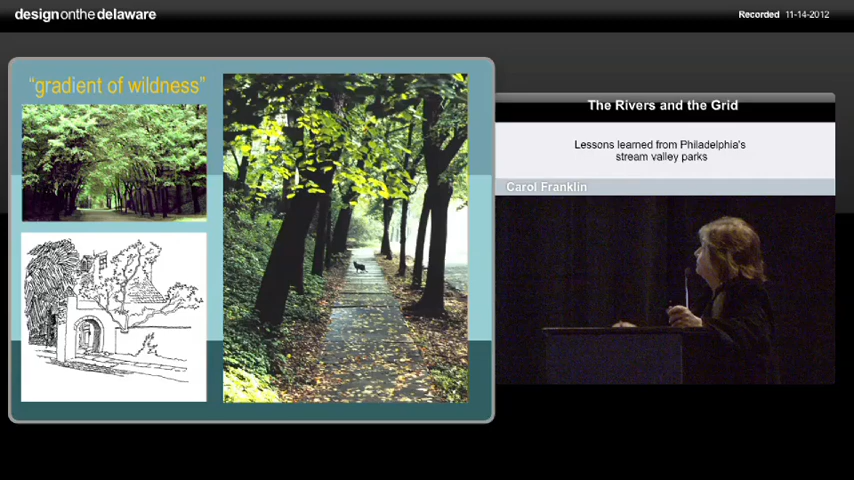 designonthedelaware
Recorded 11-14-2012
"gradient of wildness"
The Rivers and the Grid
Lessons learned from Philadelphia's
stream valley parks
Carol Franklin